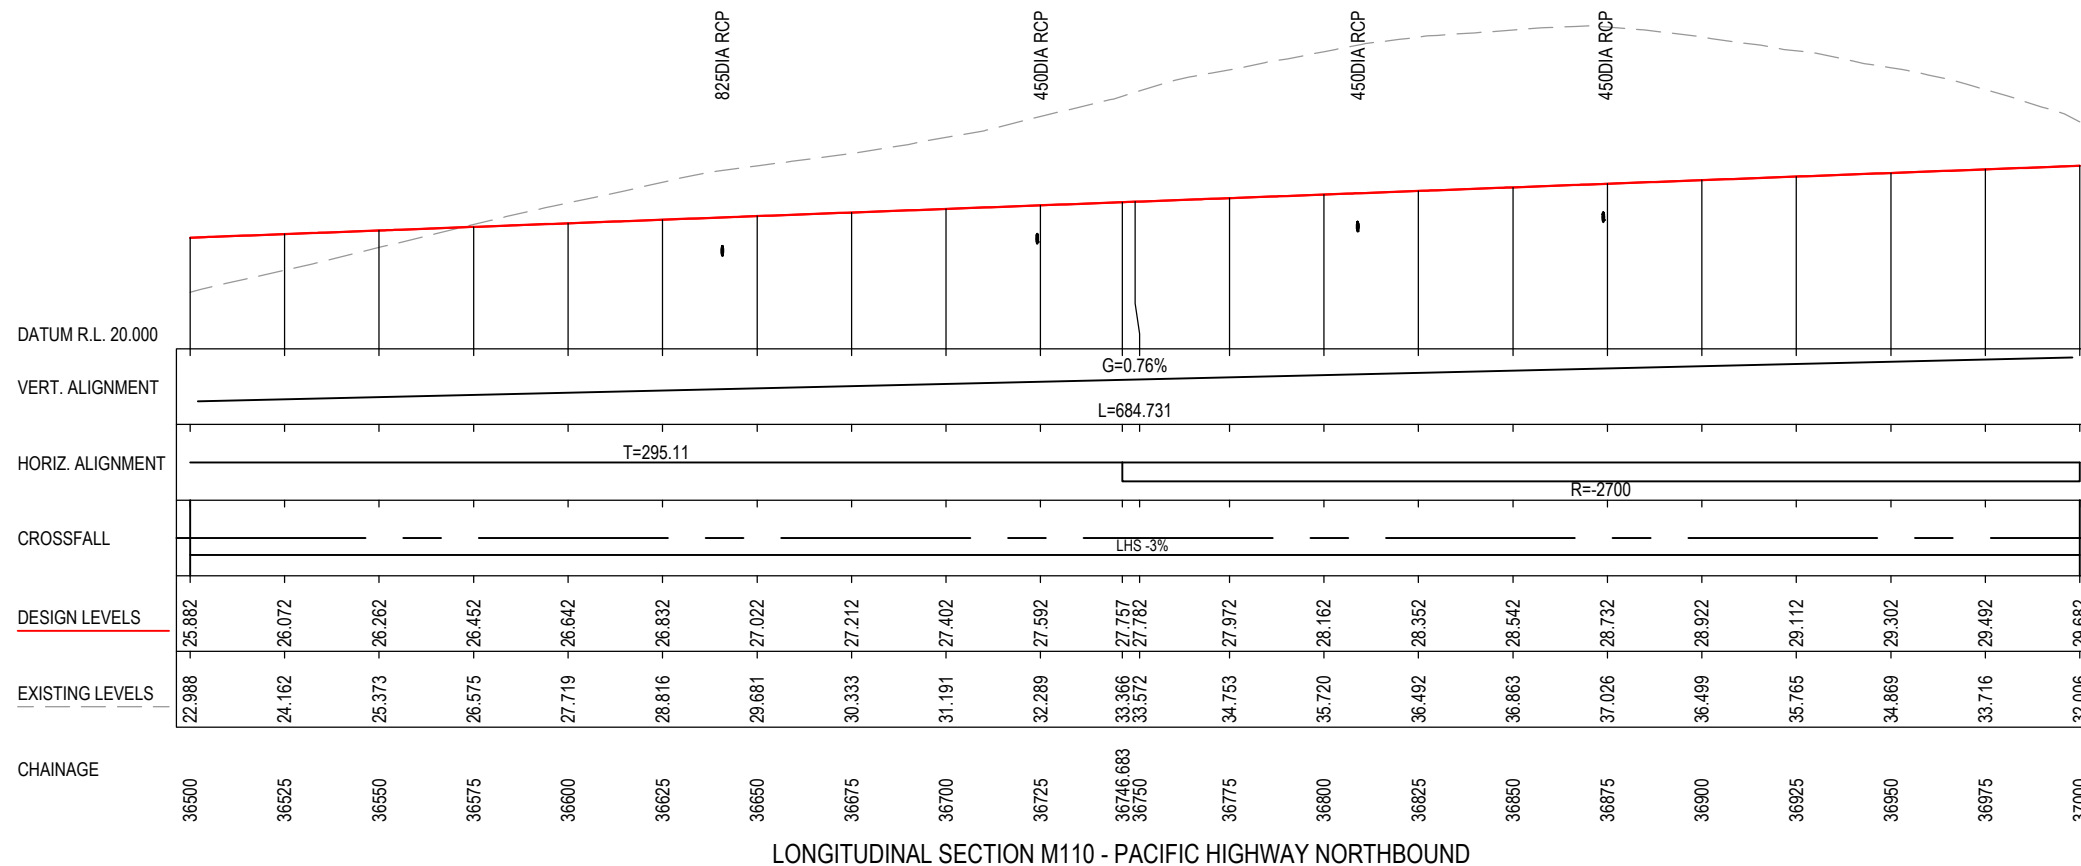 825DIA RCP 450DIA RCP 450DIA RCP 450DIA RCP
DATUM R.L. 20.000
VERT. ALIGNMENT
G=0.76%
L=684.731
HORIZ. ALIGNMENT
T=295.11
R=-2700
CROSSFALL
LHS -3%
DESIGN LEVELS 25.882 26.072 26.262 26.452 26.642 26.832 27.022 27.212 27.402 27.592 27.757 27.782 27.972 28.162 28.352 28.542 28.732 28.922 29.112 29.302 29.492 29.682
EXISTING LEVELS 22.988 24.162 25.373 26.575 27.719 28.816 29.681 30.333 31.191 32.289 33.366 33.572 34.753 35.720 36.492 36.863 37.026 36.499 35.765 34.869 33.716 32.006
CHAINAGE 36500 36525 36550 36575 36600 36625 36650 36675 36700 36725 36746.683 36750 36775 36800 36825 36850 36875 36900 36925 36950 36975 37000
LONGITUDINAL SECTION M110 - PACIFIC HIGHWAY NORTHBOUND